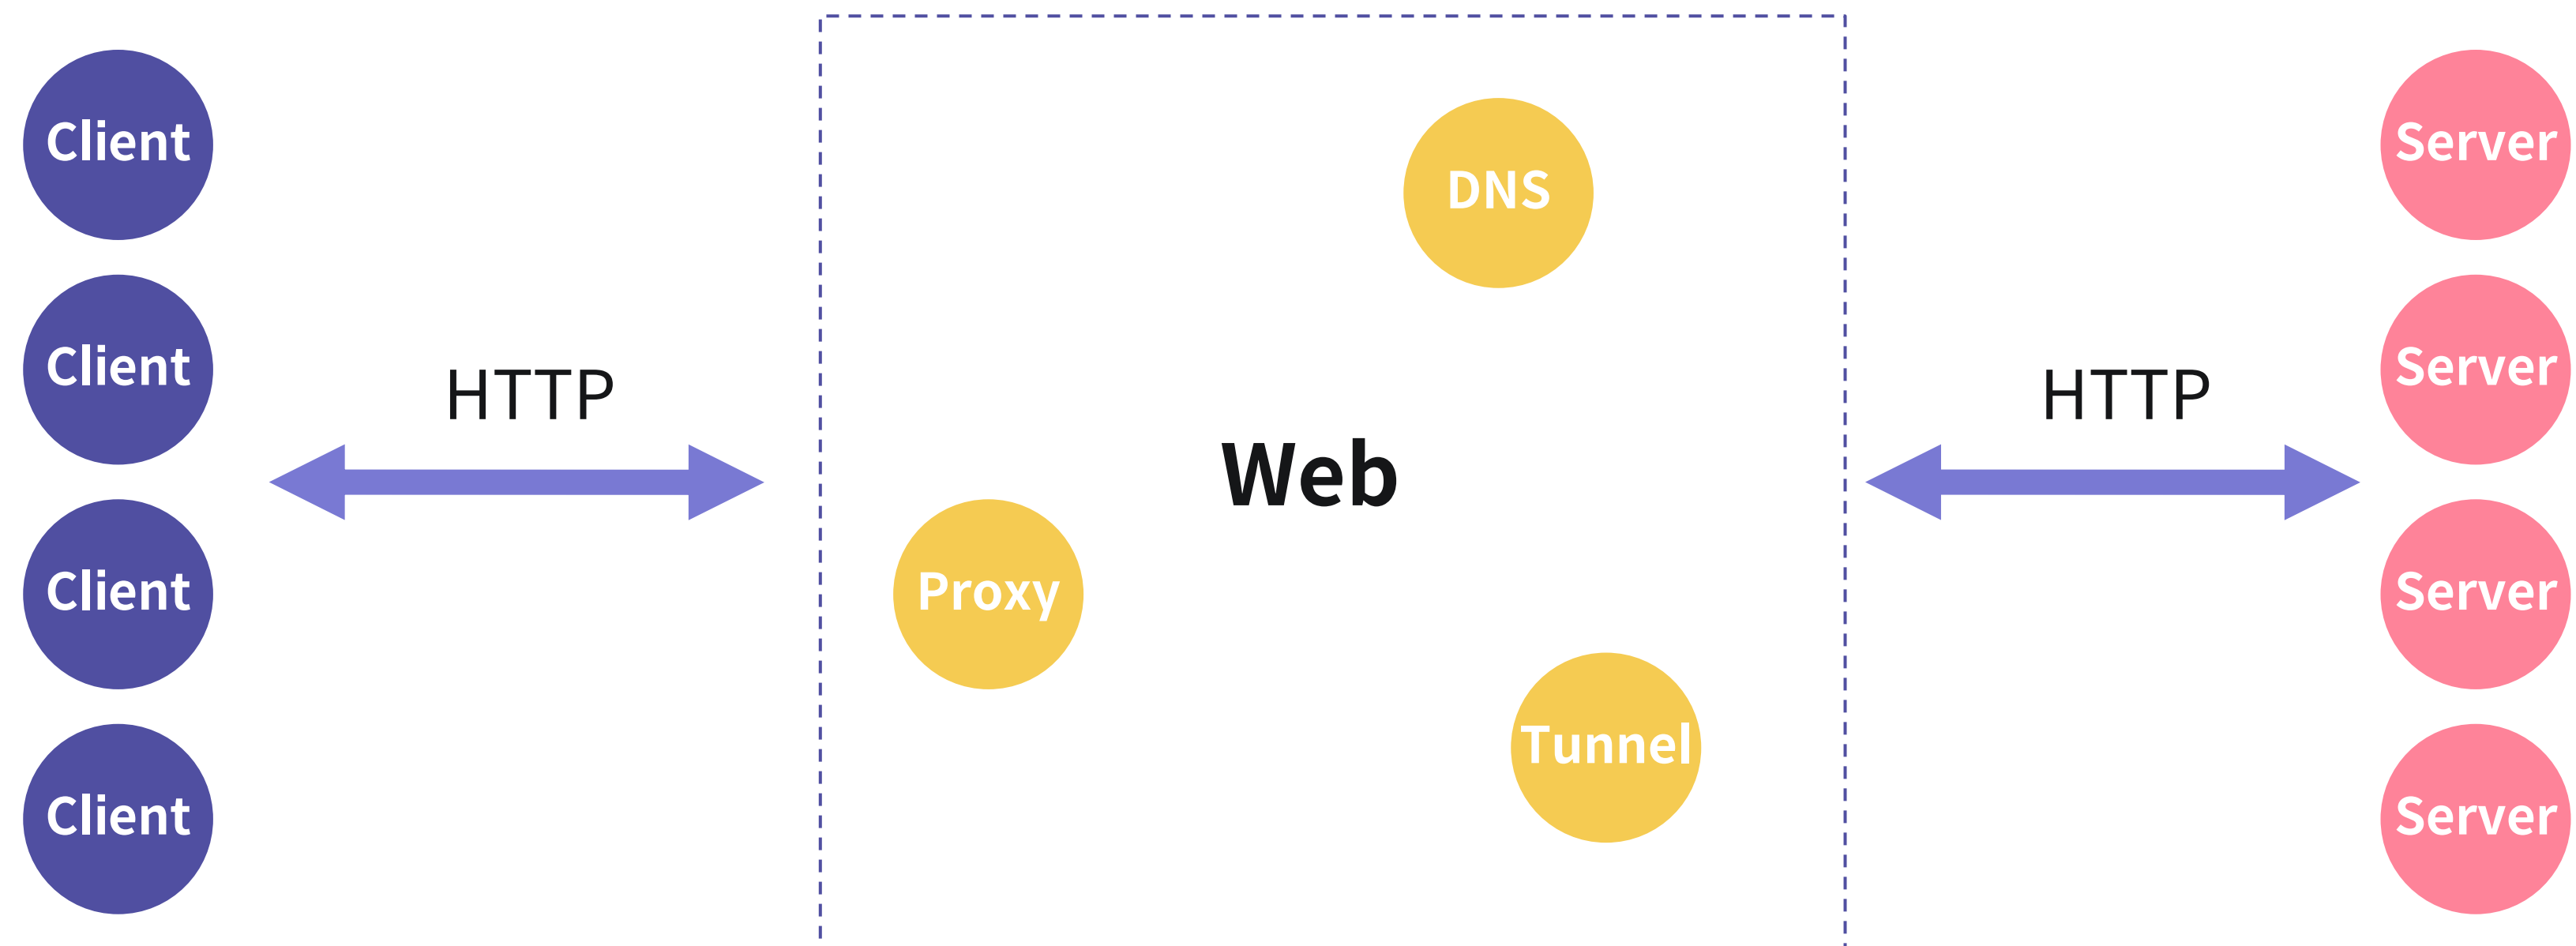 Client
Client
Client
Client
HTTP
DNS
Web
Proxy
Tunnel
HTTP
Server
Server
Server
Server